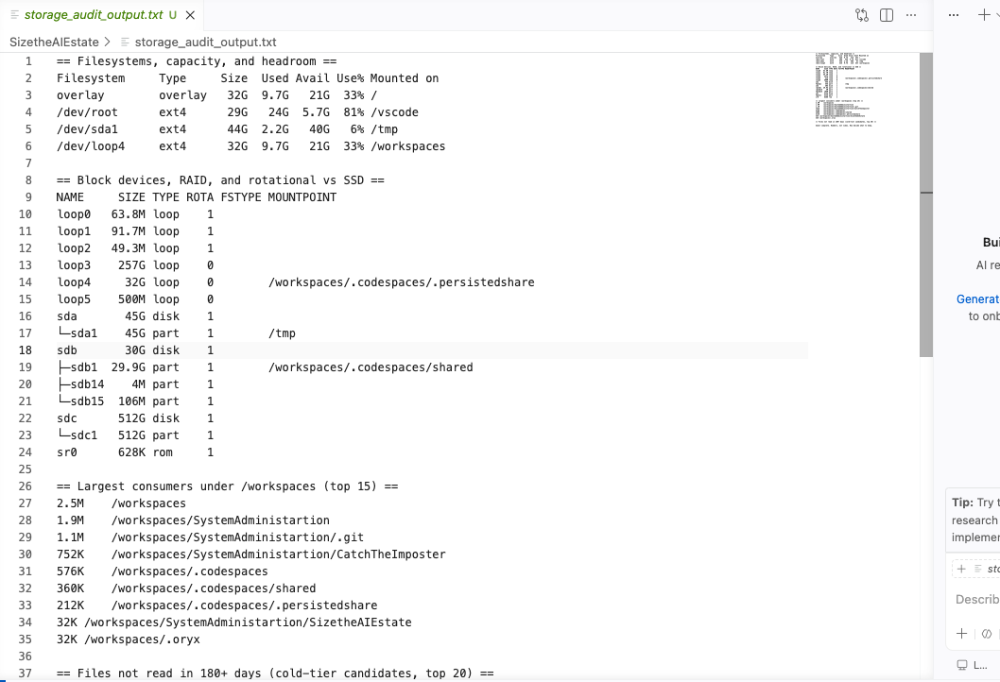 storage_audit_output.txt U
SizetheAIEstate > storage_audit_output.txt
1 == Filesystems, capacity, and headroom ==
2 Filesystem Type Size Used Avail Use% Mounted on
3 overlay overlay 32G 9.7G 21G 33% /
4 /dev/root ext4 29G 24G 5.7G 81% /vscode
5 /dev/sda1 ext4 44G 2.2G 40G 6% /tmp
6 /dev/loop4 ext4 32G 9.7G 21G 33% /workspaces
7
8 == Block devices, RAID, and rotational vs SSD ==
9 NAME SIZE TYPE ROTA FSTYPE MOUNTPOINT
10 loop0 63.8M loop 1
11 loop1 91.7M loop 1
12 loop2 49.3M loop 1
13 loop3 257G loop 0
14 loop4 32G loop 0 /workspaces/.codespaces/.persistedshare
15 loop5 500M loop 0
16 sda 45G disk 1
17 └─sda1 45G part 1 /tmp
18 sdb 30G disk 1
19 ├─sdb1 29.9G part 1 /workspaces/.codespaces/shared
20 ├─sdb14 4M part 1
21 └─sdb15 106M part 1
22 sdc 512G disk 1
23 └─sdc1 512G part 1
24 sr0 628K rom 1
25
26 == Largest consumers under /workspaces (top 15) ==
27 2.5M /workspaces
28 1.9M /workspaces/SystemAdministartion
29 1.1M /workspaces/SystemAdministartion/.git
30 752K /workspaces/SystemAdministartion/CatchTheImposter
31 576K /workspaces/.codespaces
32 360K /workspaces/.codespaces/shared
33 212K /workspaces/.codespaces/.persistedshare
34 32K /workspaces/SystemAdministartion/SizetheAIEstate
35 32K /workspaces/.oryx
36
37 == Files not read in 180+ days (cold-tier candidates, top 20) ==
Bui
AI re
Generat
to onb
Tip: Try t
research
implemen
sto
Describ
L...